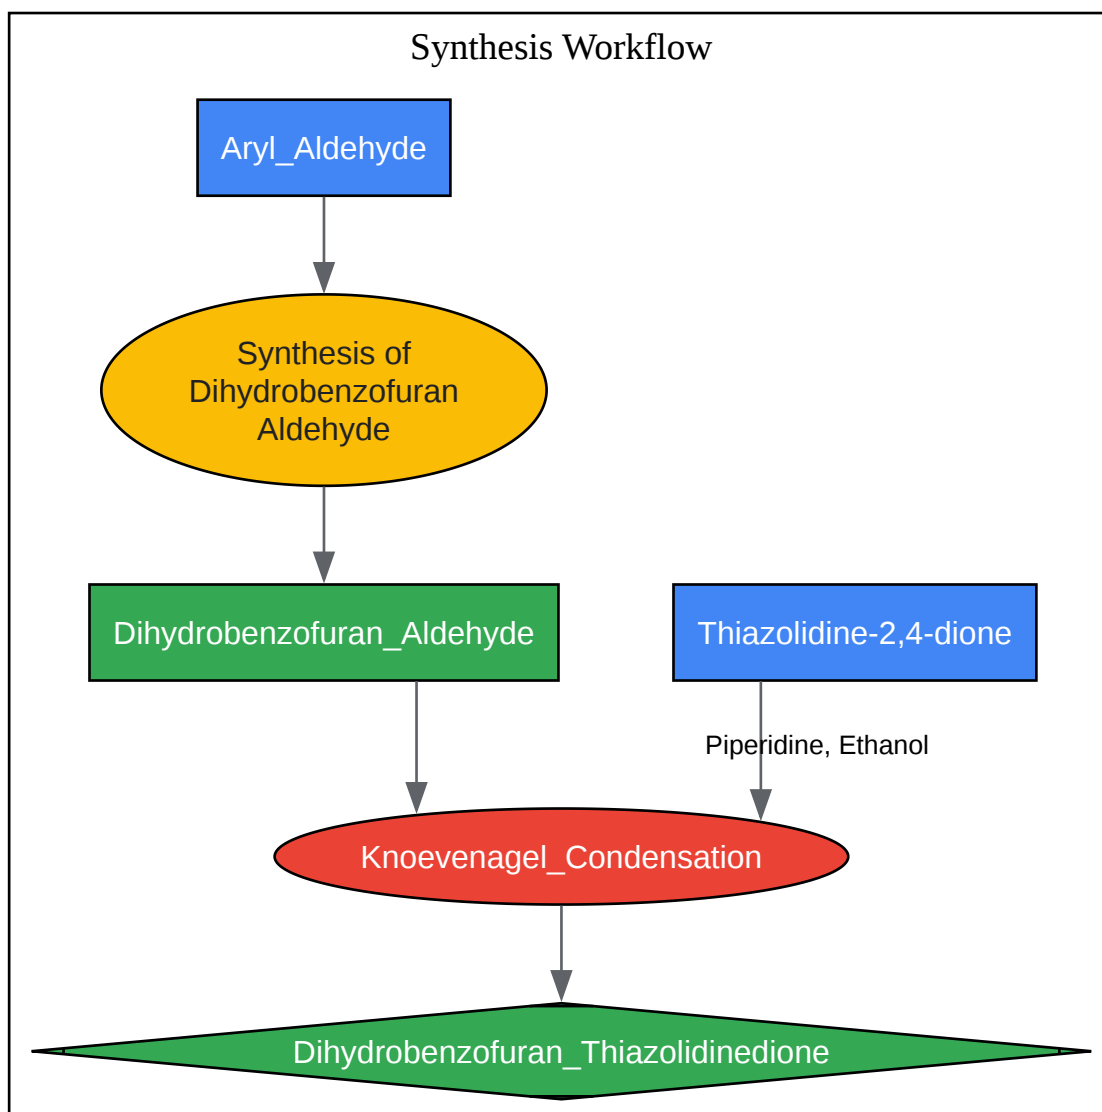 Synthesis Workflow
Aryl_Aldehyde
Synthesis of
Dihydrobenzofuran
Aldehyde
Dihydrobenzofuran_Aldehyde
Thiazolidine-2,4-dione
Piperidine, Ethanol
Knoevenagel_Condensation
Dihydrobenzofuran_Thiazolidinedione